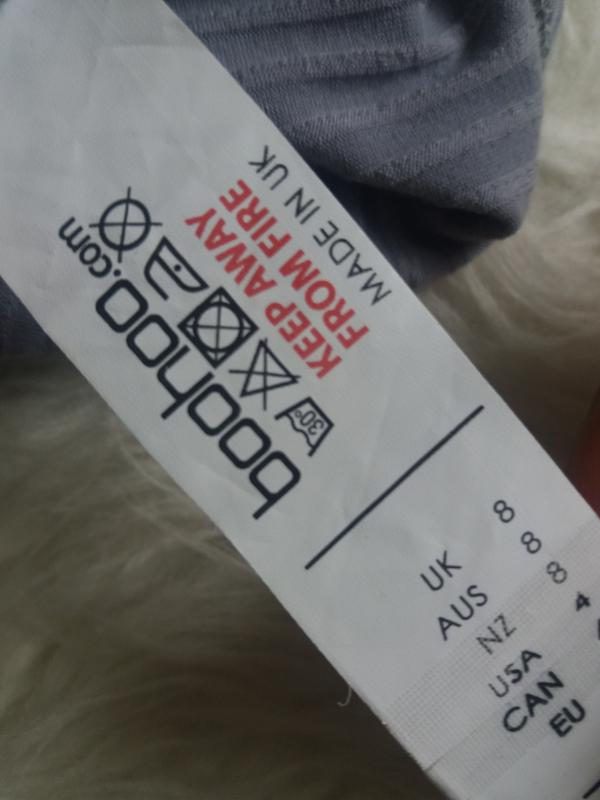 boohoo.com
30°
KEEP AWAY
FROM FIRE
MADE IN UK
UK 8
AUS 8
NZ 8
USA 4
CAN
EU